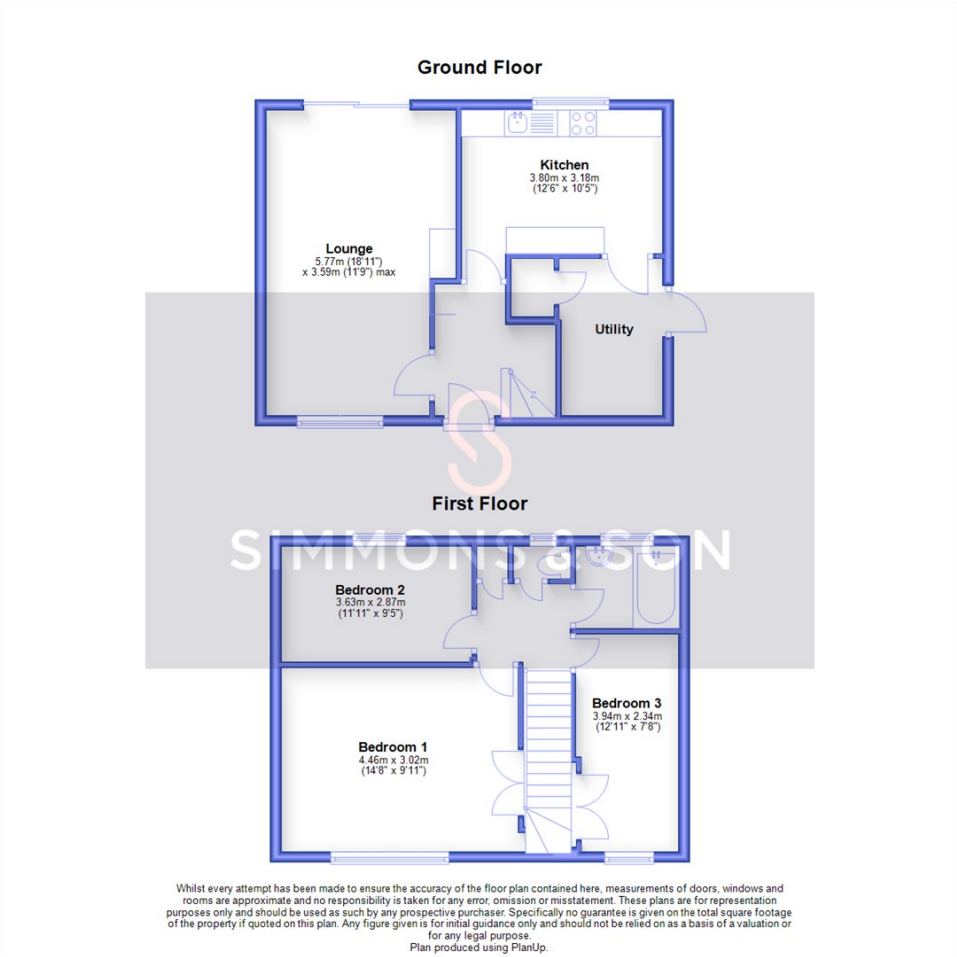 Ground Floor
Kitchen
3.80m x 3.18m
(12'6" x 10'5")
Lounge
5.77m (18'11")
x 3.59m (11'9") max
Utility
First Floor
SIMMONS & SON
Bedroom 2
3.63m x 2.87m
(11'11" x 9'5")
Bedroom 3
3.94m x 2.34m
(12'11" x 7'8")
Bedroom 1
4.46m x 3.02m
(14'8" x 9'11")
Whilst every attempt has been made to ensure the accuracy of the floor plan contained here, measurements of doors, windows and
rooms are approximate and no responsibility is taken for any error, omission or misstatement. These plans are for representation
purposes only and should be used as such by any prospective purchaser. Specifically no guarantee is given on the total square footage
of the property if quoted on this plan. Any figure given is for initial guidance only and should not be relied on as a basis of a valuation or
for any legal purpose.
Plan produced using PlanUp.